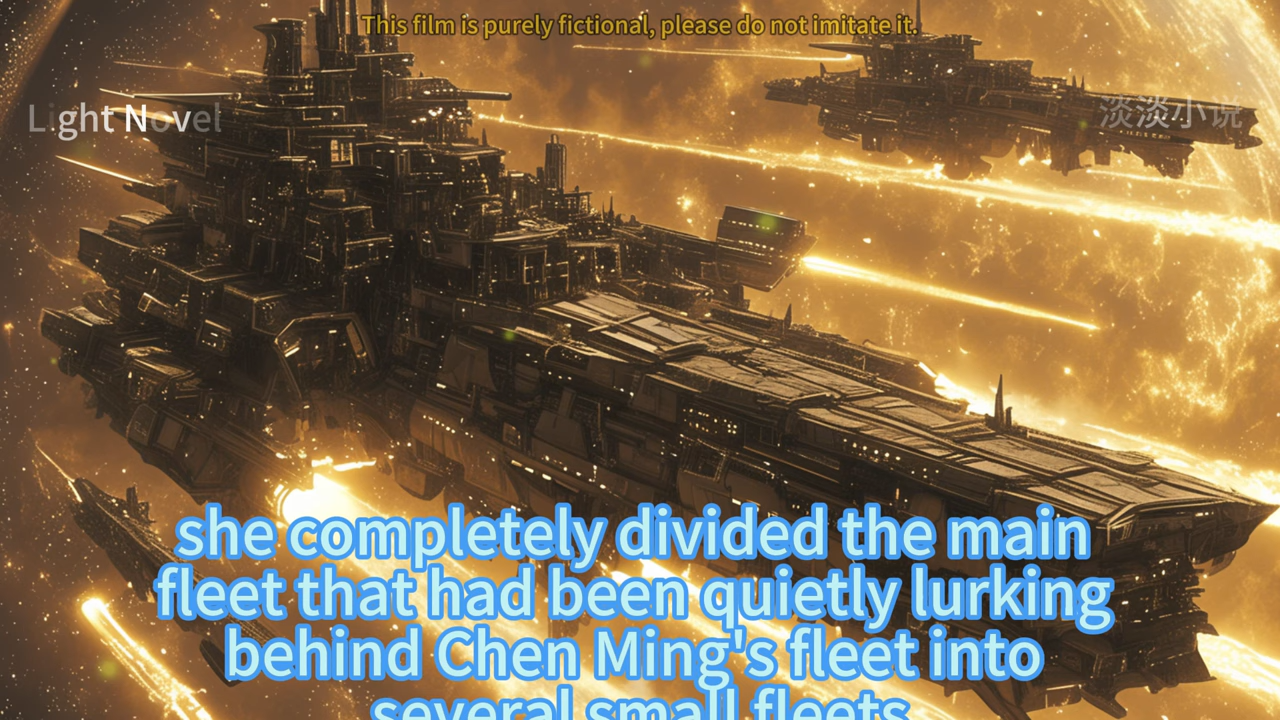 This film is purely fictional, please do not imitate it.
Light Novel
淡淡小说
she completely divided the main
fleet that had been quietly lurking
behind Chen Ming's fleet into
several small fleets